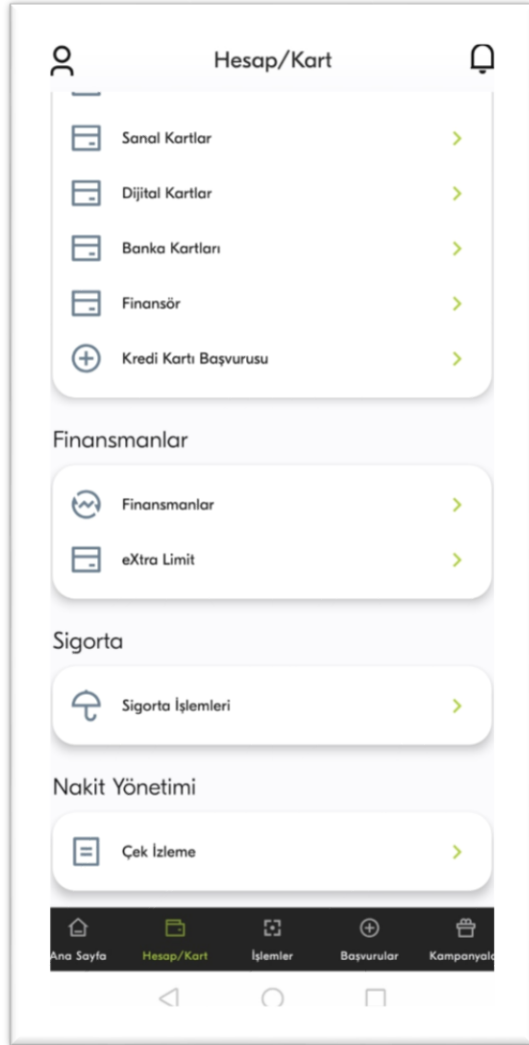 Hesap/Kart
Sanal Kartlar
Dijital Kartlar
Banka Kartları
Finansör
Kredi Kartı Başvurusu
Finansmanlar
Finansmanlar
eXtra Limit
Sigorta
Sigorta İşlemleri
Nakit Yönetimi
Çek İzleme
Ana Sayfa Hesap/Kart İşlemler Başvurular Kampanyala